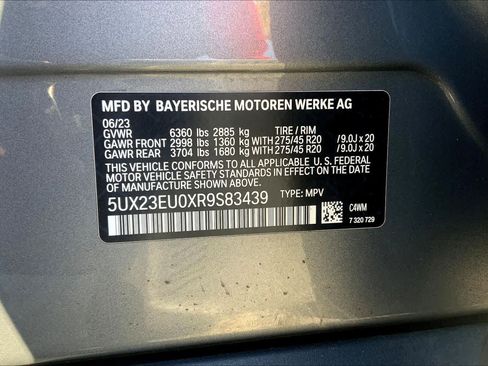 MFD BY BAYERISCHE MOTOREN WERKE AG
06/23
GVWR 6360 lbs 2885 kg TIRE / RIM
GAWR FRONT 2998 lbs 1360 kg WITH 275/45 R20 / 9.0J x 20
GAWR REAR 3704 lbs 1680 kg WITH 275/45 R20 / 9.0J x 20
THIS VEHICLE CONFORMS TO ALL APPLICABLE U. S. FEDERAL
MOTOR VEHICLE SAFETY STANDARDS IN EFFECT ON THE
DATE OF MANUFACTURE SHOWN ABOVE.
5UX23EU0XR9S83439 TYPE: MPV
C4WM
7 320 729